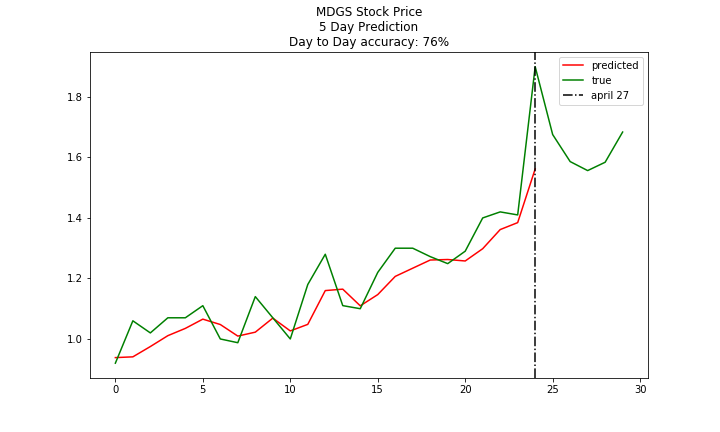 MDGS Stock Price
5 Day Prediction
Day to Day accuracy: 76%
predicted
true
april 27
1.8
1.6
1.4
1.2
1.0
0 5 10 15 20 25 30